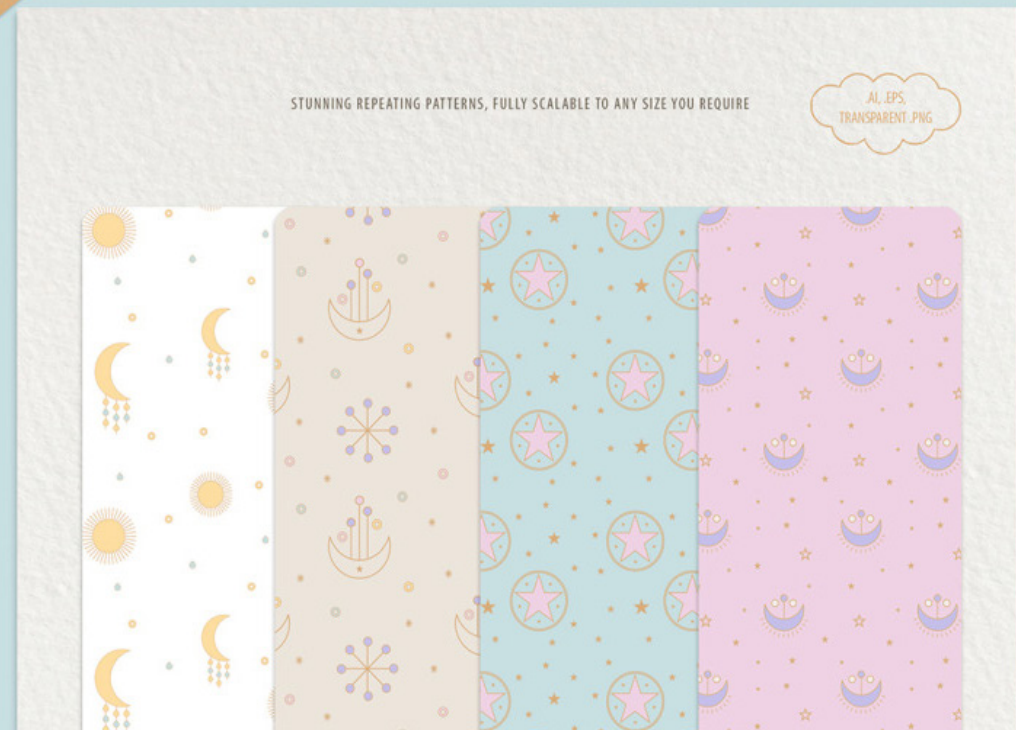 STUNNING REPEATING PATTERNS, FULLY SCALABLE TO ANY SIZE YOU REQUIRE
.AI, .EPS,
TRANSPARENT .PNG